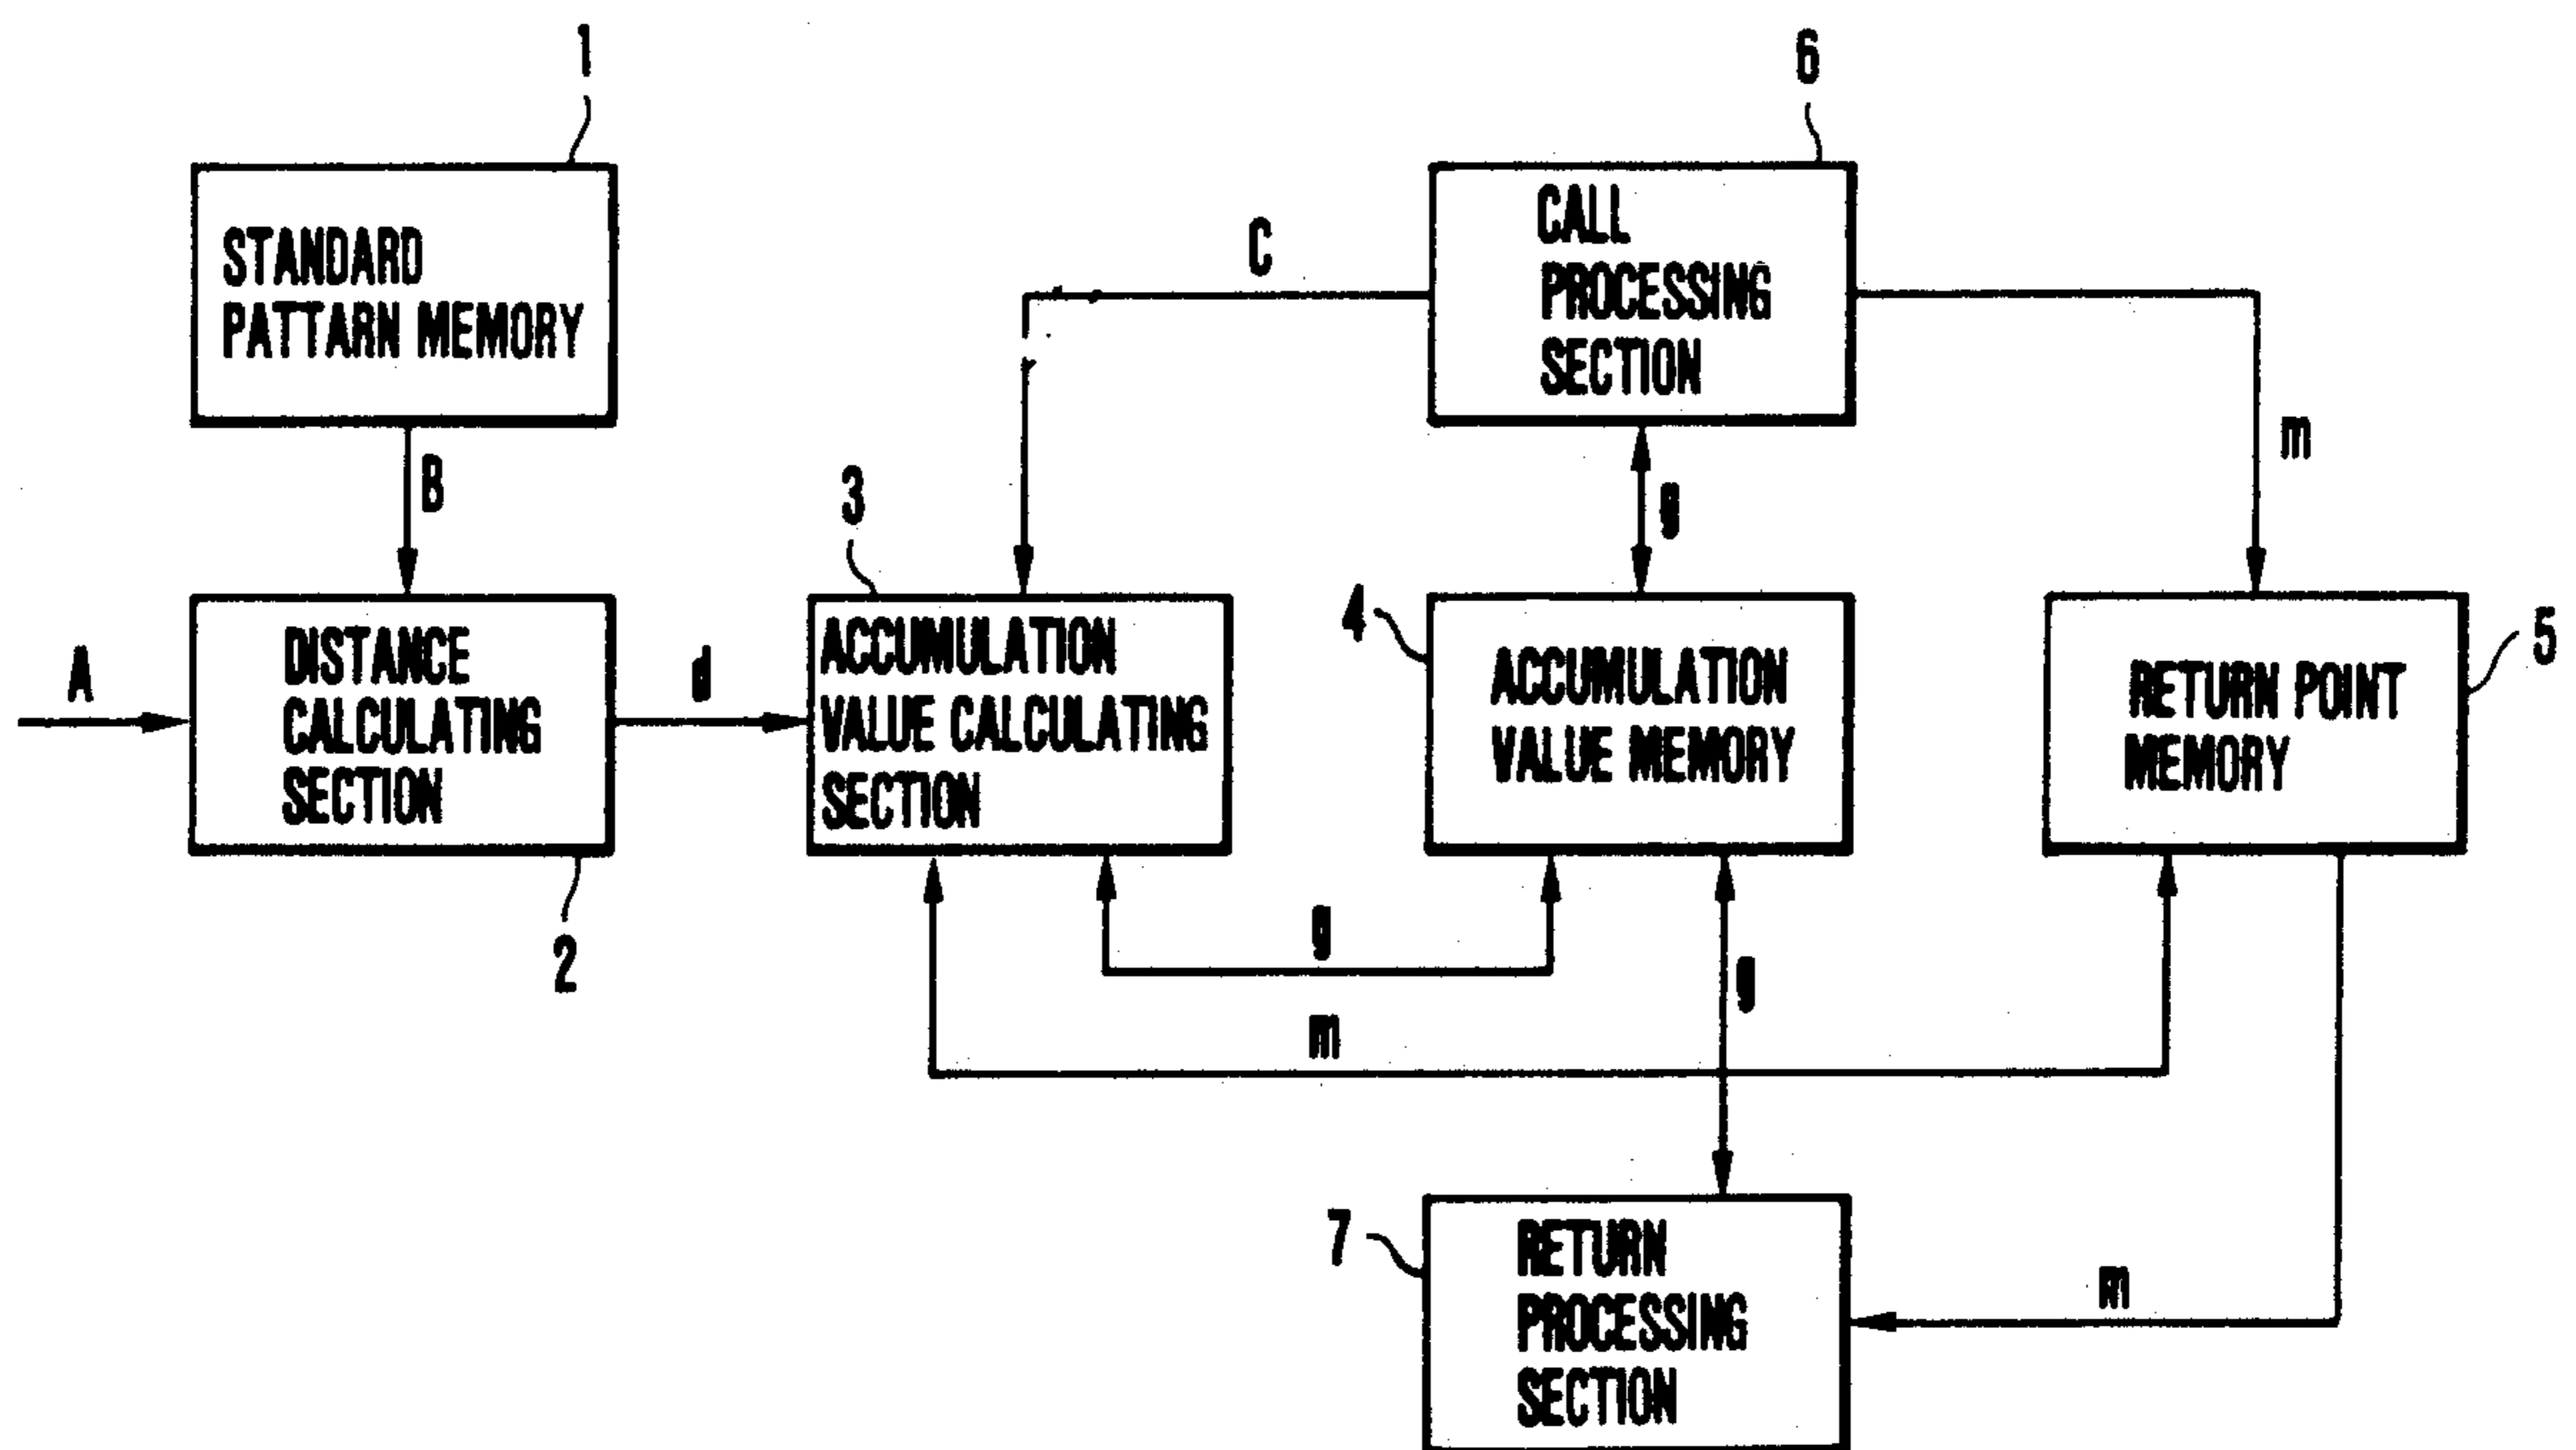 1
6
STANDARD
PATTARN MEMORY
CALL
PROCESSING
SECTION
C
m
B
g
3
4
5
A
DISTANCE
CALCULATING
SECTION
d
ACCUMULATION
VALUE CALCULATING
SECTION
ACCUMULATION
VALUE MEMORY
RETURN POINT
MEMORY
2
g
g
m
7
RETURN
PROCESSING
SECTION
m